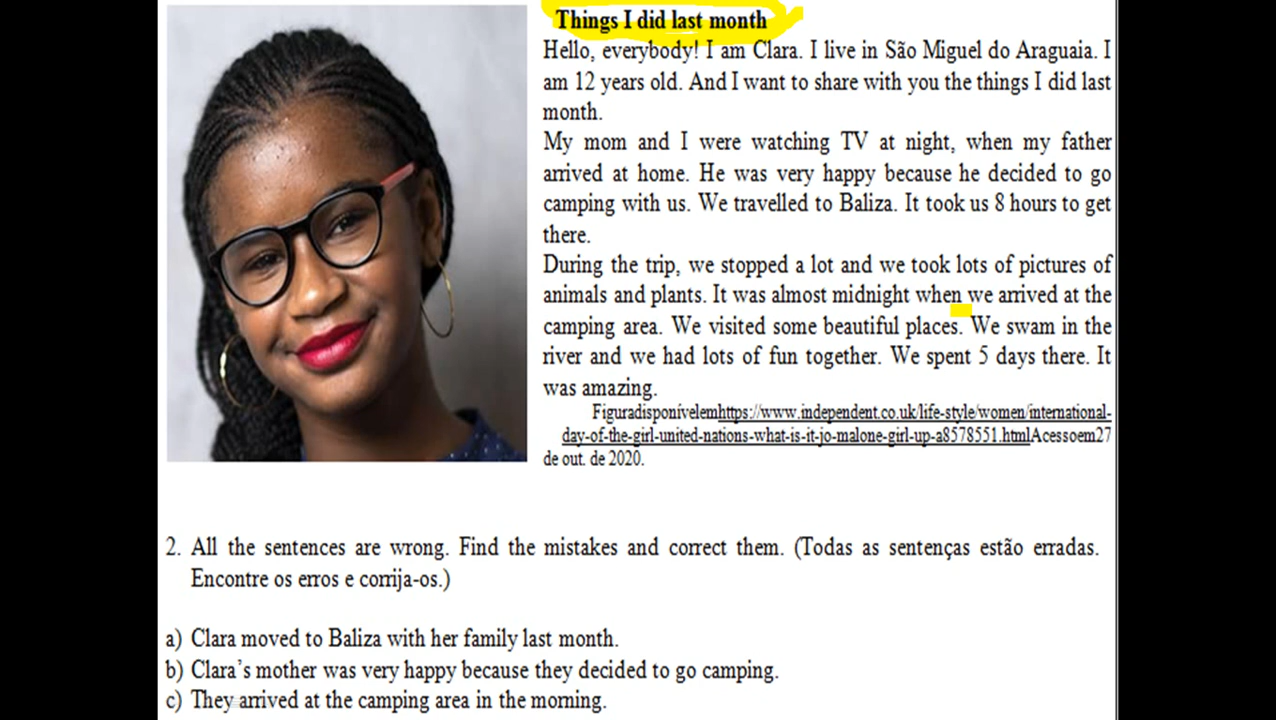 Things I did last month
Hello, everybody! I am Clara. I live in São Miguel do Araguaia. I
am 12 years old. And I want to share with you the things I did last
month.
My mom and I were watching TV at night, when my father
arrived at home. He was very happy because he decided to go
camping with us. We travelled to Baliza. It took us 8 hours to get
there.
During the trip, we stopped a lot and we took lots of pictures of
animals and plants. It was almost midnight when we arrived at the
camping area. We visited some beautiful places. We swam in the
river and we had lots of fun together. We spent 5 days there. It
was amazing.
Figuradisponívelemhttps://www.independent.co.uk/life-style/women/international-
day-of-the-girl-united-nations-what-is-it-jo-malone-girl-up-a8578551.htmlAcessoem27
de out. de 2020.
2. All the sentences are wrong. Find the mistakes and correct them. (Todas as sentenças estão erradas.
Encontre os erros e corrija-os.)
a) Clara moved to Baliza with her family last month.
b) Clara’s mother was very happy because they decided to go camping.
c) They arrived at the camping area in the morning.